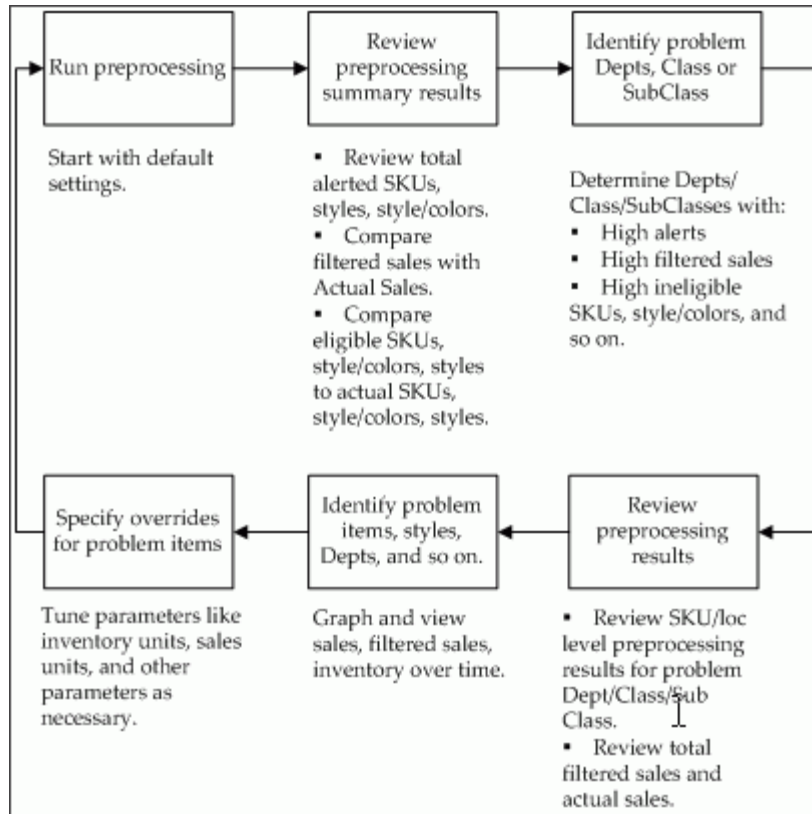 Run preprocessing
Start with default
settings.
Review
preprocessing
summary results
▪ Review total
alerted SKUs,
styles, style/colors.
▪ Compare
filtered sales with
Actual Sales.
▪ Compare
eligible SKUs,
style/colors, styles
to actual SKUs,
style/colors, styles.
Identify problem
Depts, Class or
SubClass
Determine Depts/
Class/SubClasses with:
▪ High alerts
▪ High filtered sales
▪ High ineligible
SKUs, style/colors, and
so on.
Review
preprocessing
results
▪ Review SKU/loc
level preprocessing
results for problem
Dept/Class/Sub
Class.
▪ Review total
filtered sales and
actual sales.
Identify problem
items, styles,
Depts, and so on.
Graph and view
sales, filtered sales,
inventory over time.
Specify overrides
for problem items
Tune parameters like
inventory units, sales
units, and other
parameters as
necessary.